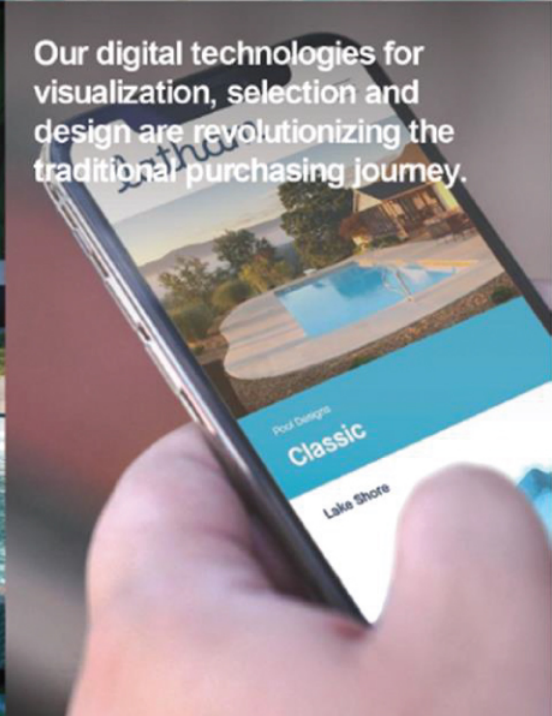 Our digital technologies for
visualization, selection and
design are revolutionizing the
traditional purchasing journey.
Latham
Pool Designs
Classic
Lake Shore